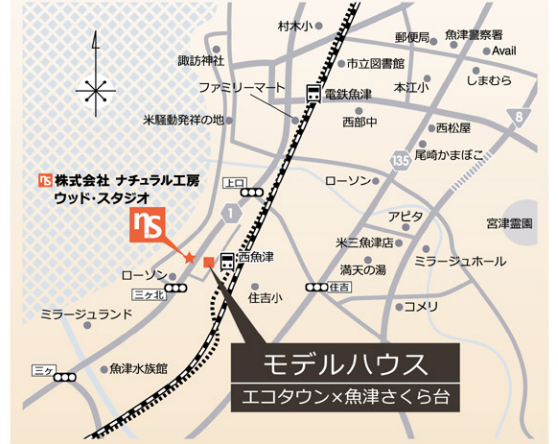 村木小
郵便局
魚津警察署
Avail
諏訪神社
市立図書館
しまむら
ファミリーマート
電鉄魚津
本江小
8
米騒動発祥の地
西部中
西松屋
尾崎かまぼこ
135
ns 株式会社 ナチュラル工房
ウッド・スタジオ
上口
ローソン
1
ns
アピタ
宮津霊園
米三魚津店
ミラージュホール
西魚津
満天の湯
ローソン
三ヶ北
住吉小
住吉
ミラージュランド
コメリ
モデルハウス
三ヶ
魚津水族館
エコタウン×魚津さくら台